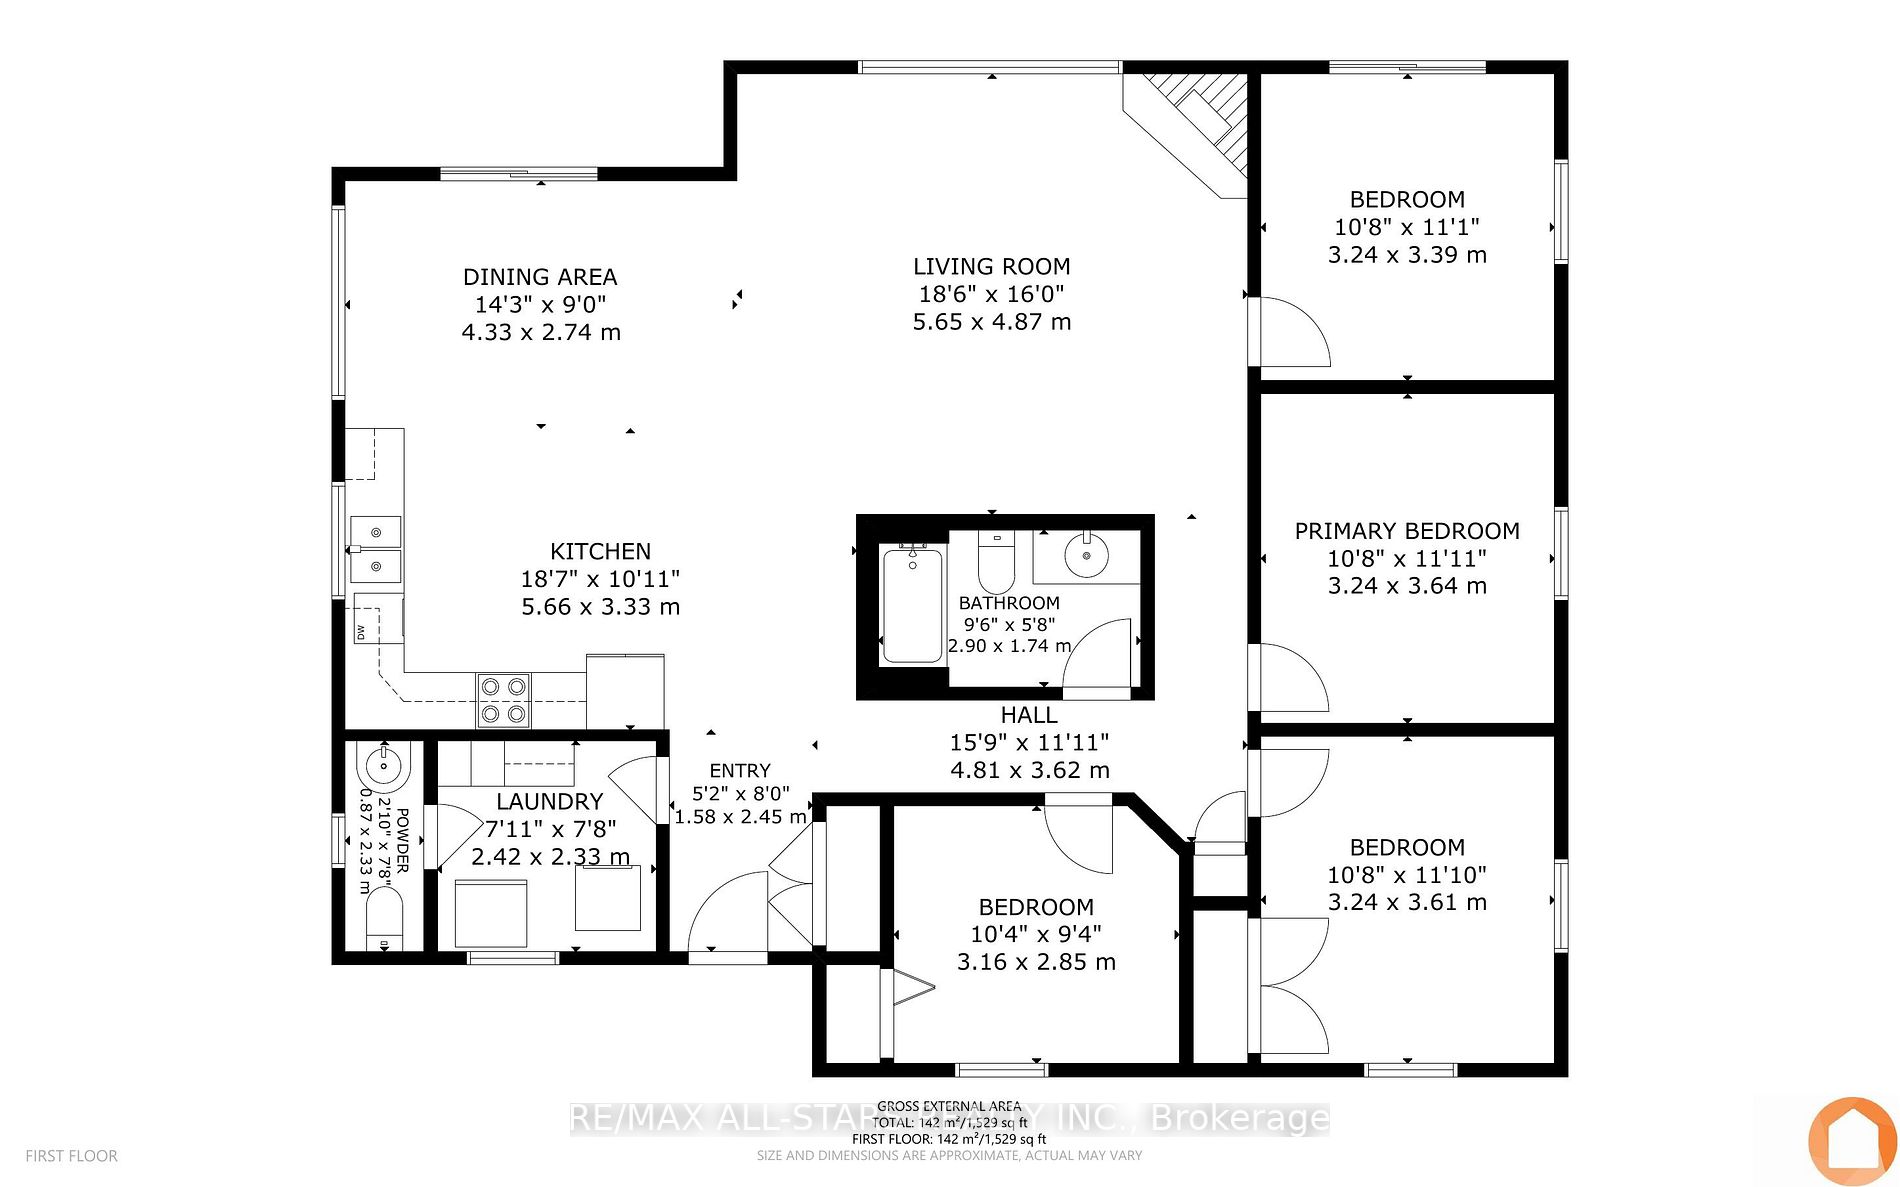 BEDROOM
10'8" x 11'1"
3.24 x 3.39 m
LIVING ROOM
18'6" x 16'0"
5.65 x 4.87 m
DINING AREA
14'3" x 9'0"
4.33 x 2.74 m
PRIMARY BEDROOM
10'8" x 11'11"
3.24 x 3.64 m
KITCHEN
18'7" x 10'11"
5.66 x 3.33 m
DW
BATHROOM
9'6" x 5'8"
2.90 x 1.74 m
HALL
15'9" x 11'11"
4.81 x 3.62 m
ENTRY
5'2" x 8'0"
1.58 x 2.45 m
LAUNDRY
7'11" x 7'8"
2.42 x 2.33 m
POWDER
2'10" x 7'8"
0.87 x 2.33 m
BEDROOM
10'8" x 11'10"
3.24 x 3.61 m
BEDROOM
10'4" x 9'4"
3.16 x 2.85 m
GROSS EXTERNAL AREA
RE/MAX ALL-STARS REALTY INC., Brokerage
TOTAL: 142 m²/1,529 sq ft
FIRST FLOOR: 142 m²/1,529 sq ft
SIZE AND DIMENSIONS ARE APPROXIMATE, ACTUAL MAY VARY
FIRST FLOOR